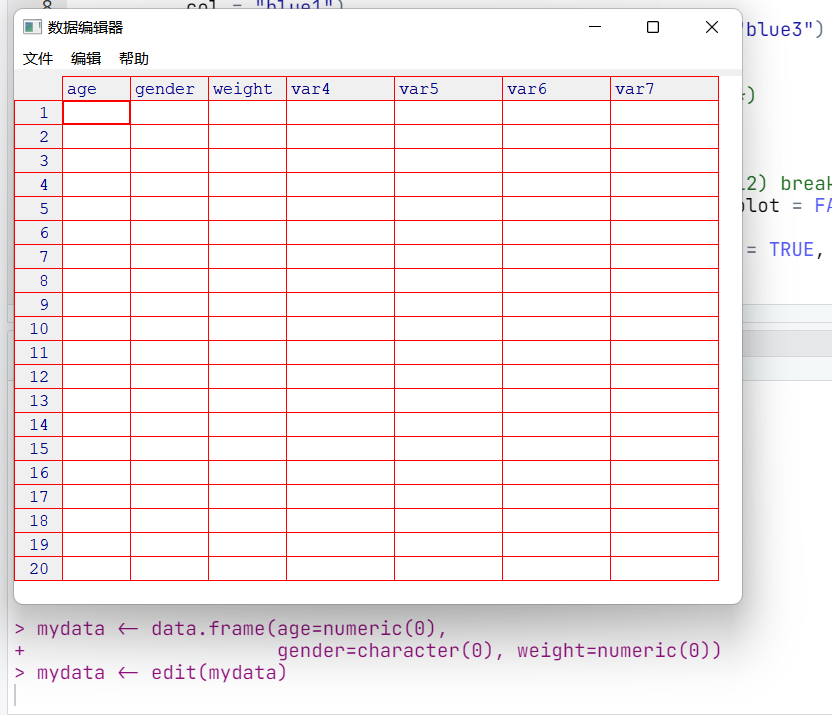 8 col = "blue1")
数据编辑器
"blue3")
文件 编辑 帮助
age gender weight var4 var5 var6 var7
1
2
3
4
5
6
7
8
9
10
11
12
13
14
15
16
17
18
19
20
) break
plot = FA
= TRUE,
> mydata <- data.frame(age=numeric(0),
+ gender=character(0), weight=numeric(0))
> mydata <- edit(mydata)